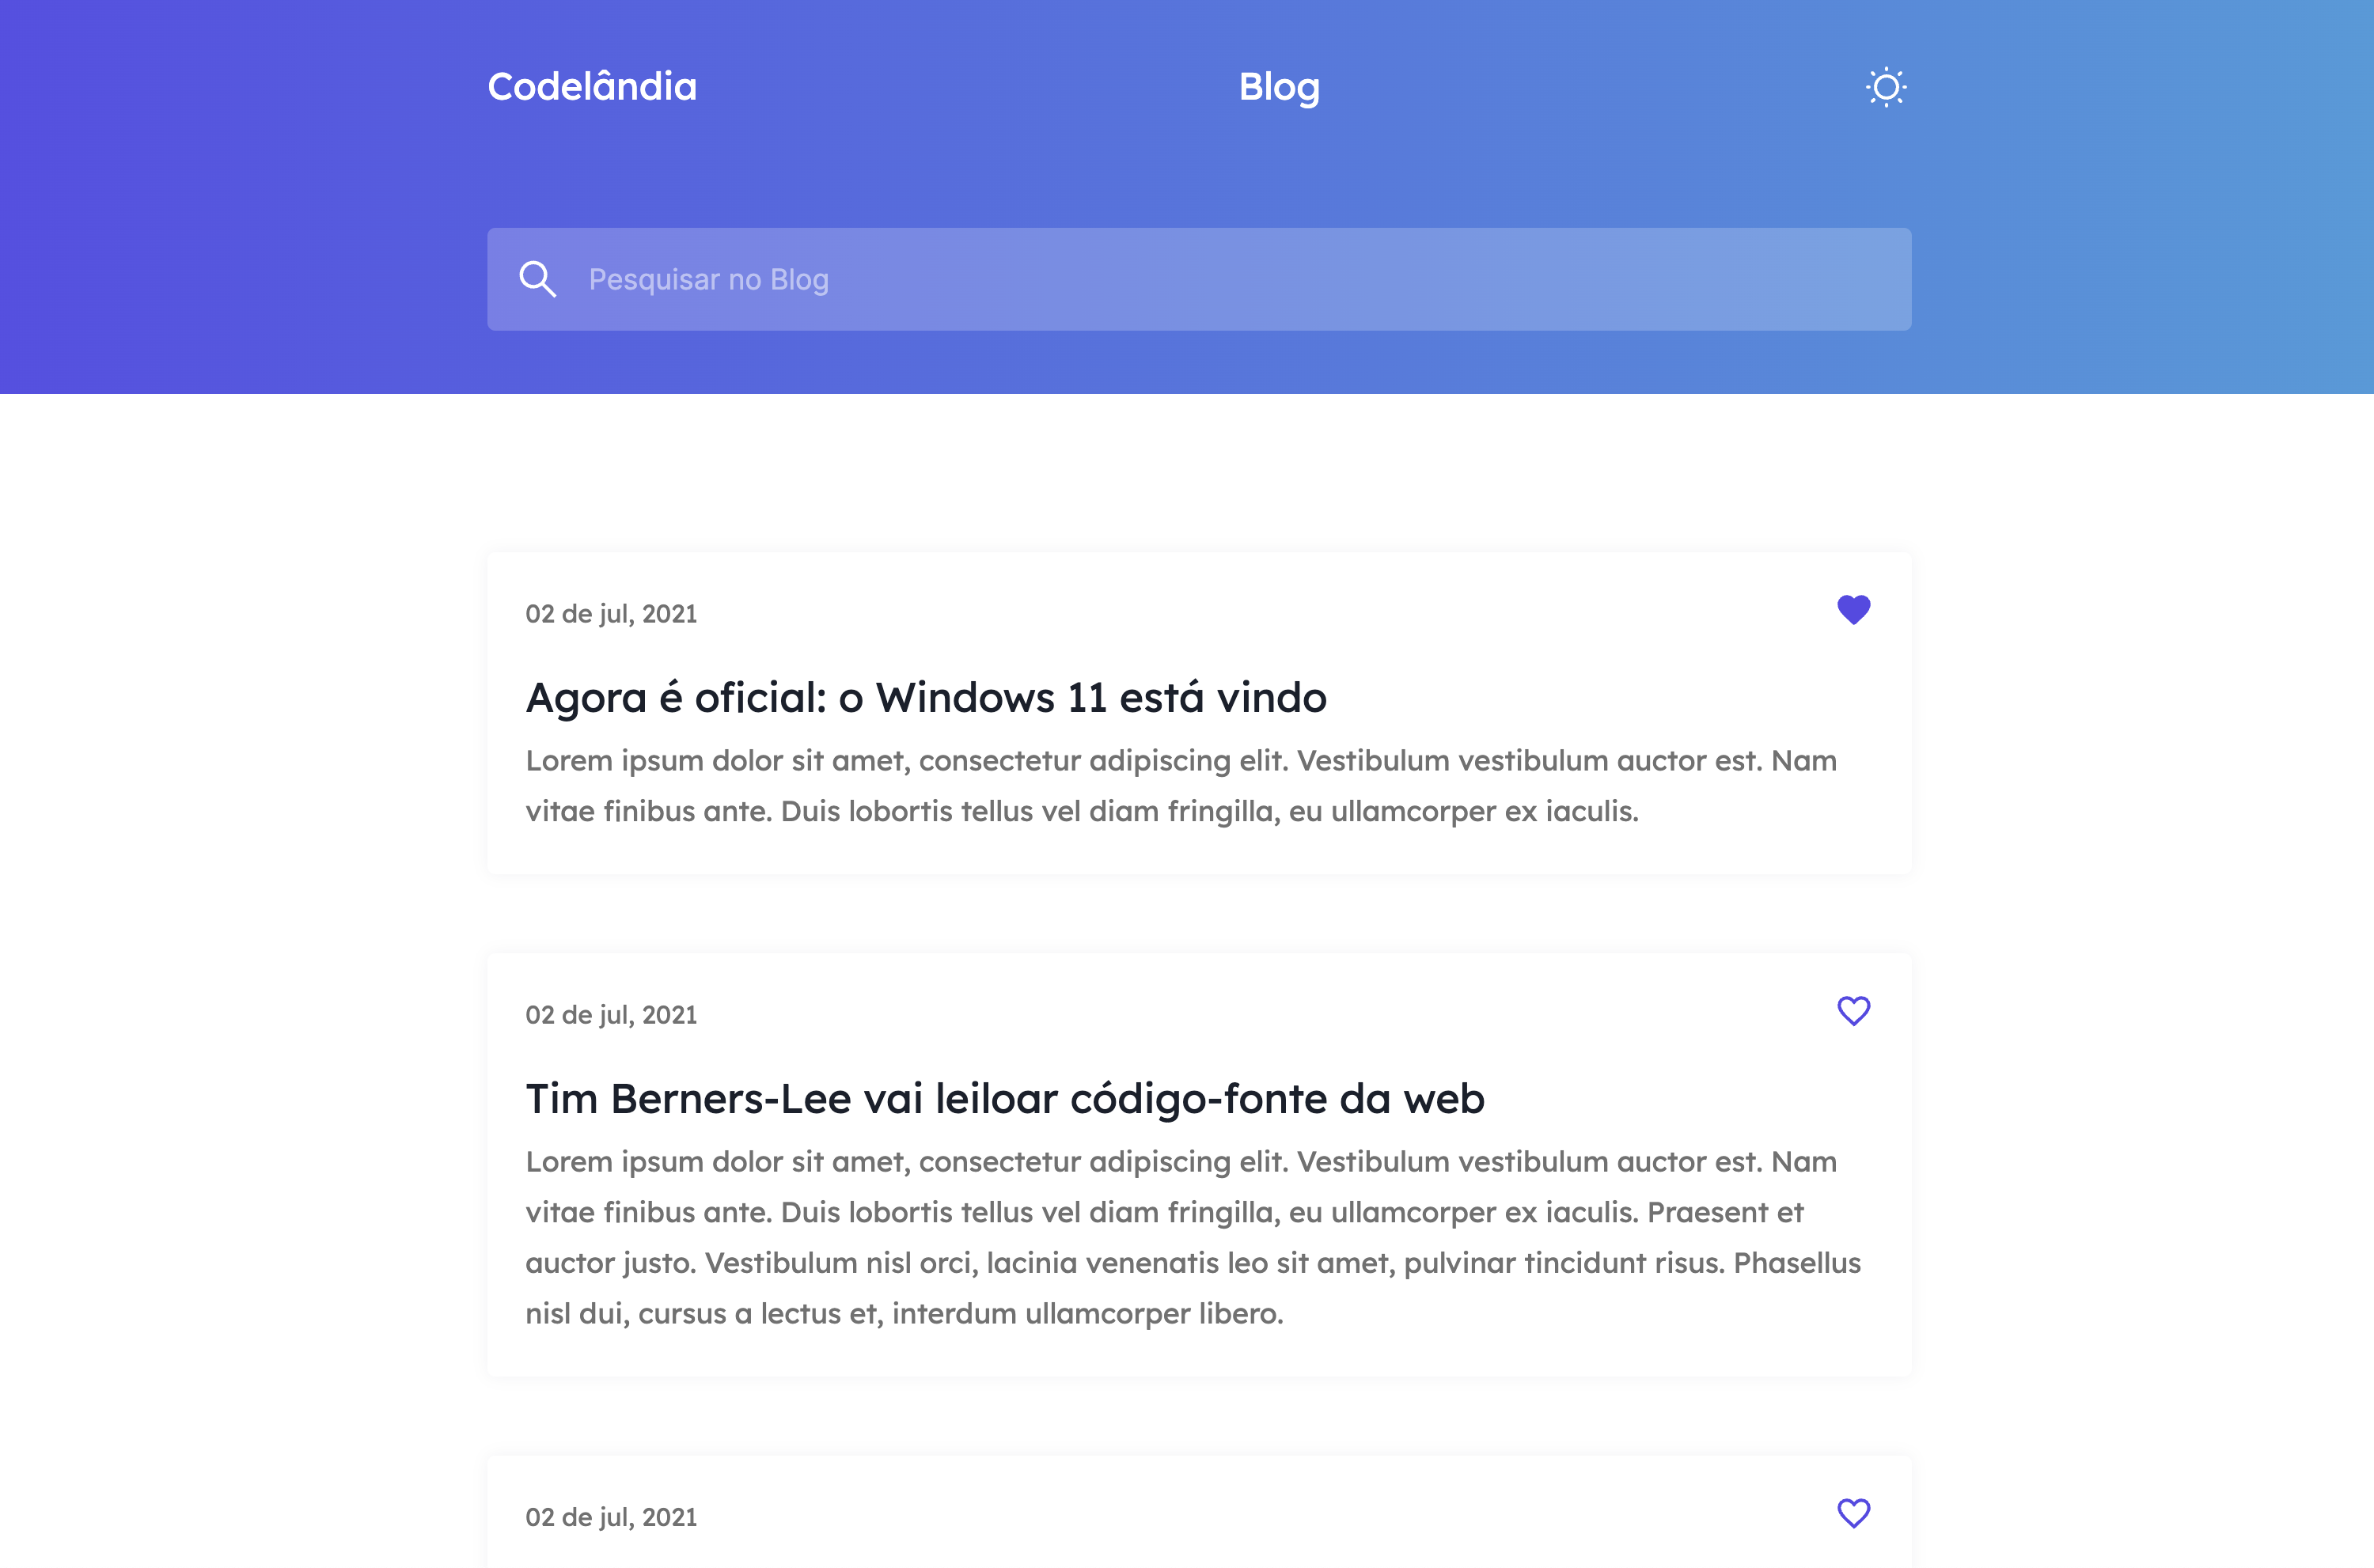 Codelândia
Blog
Pesquisar no Blog
02 de jul, 2021
Agora é oficial: o Windows 11 está vindo
Lorem ipsum dolor sit amet, consectetur adipiscing elit. Vestibulum vestibulum auctor est. Nam
vitae finibus ante. Duis lobortis tellus vel diam fringilla, eu ullamcorper ex iaculis.
02 de jul, 2021
Tim Berners-Lee vai leiloar código-fonte da web
Lorem ipsum dolor sit amet, consectetur adipiscing elit. Vestibulum vestibulum auctor est. Nam
vitae finibus ante. Duis lobortis tellus vel diam fringilla, eu ullamcorper ex iaculis. Praesent et
auctor justo. Vestibulum nisl orci, lacinia venenatis leo sit amet, pulvinar tincidunt risus. Phasellus
nisl dui, cursus a lectus et, interdum ullamcorper libero.
02 de jul, 2021